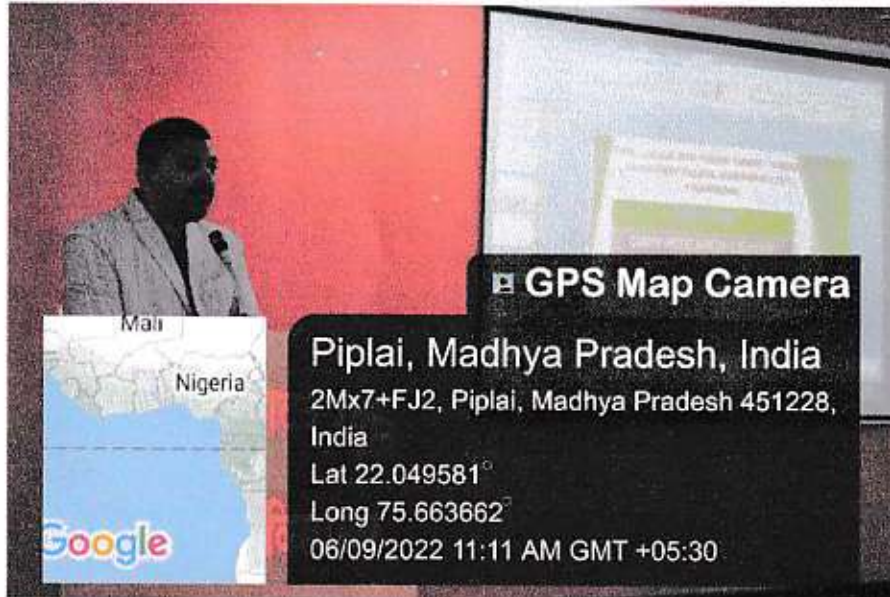 GPS Map Camera
Mali
Nigeria
Google
Piplai, Madhya Pradesh, India
2Mx7+FJ2, Piplai, Madhya Pradesh 451228,
India
Lat 22.049581°
Long 75.663662°
06/09/2022 11:11 AM GMT +05:30